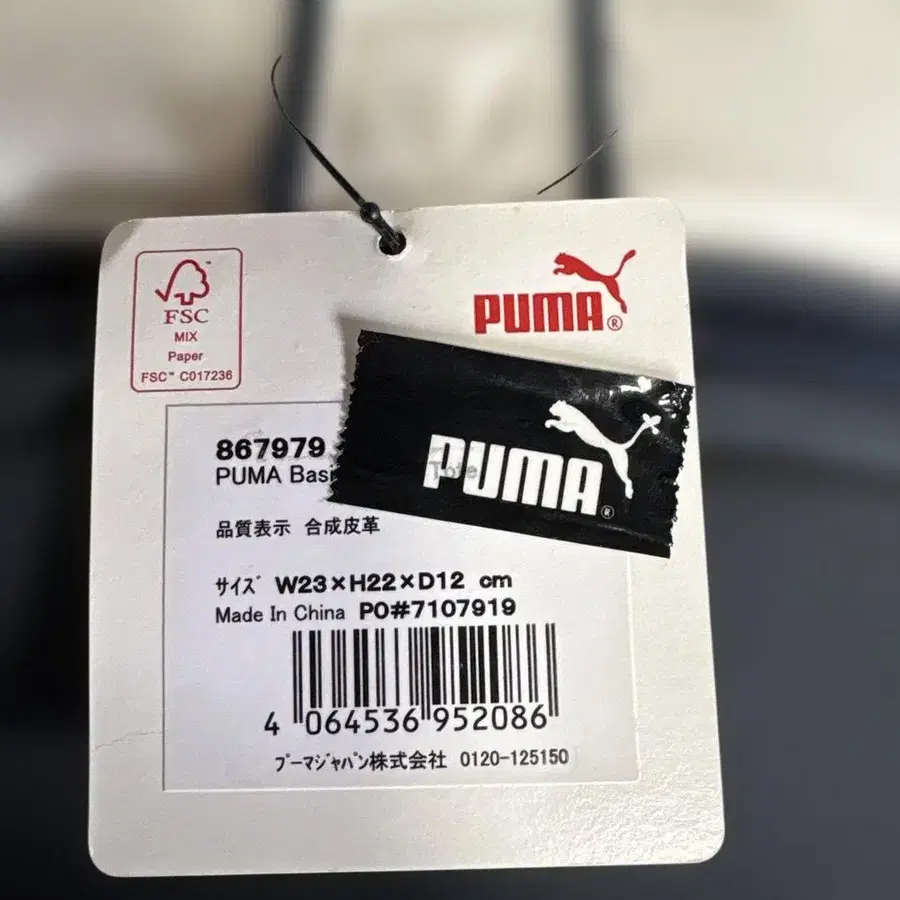 FSC
MIX
Paper
FSC™ C017236
PUMA®
PUMA®
867979
PUMA Basi
Tote
品質表示 合成皮革
サイズ W23×H22×D12 cm
Made In China PO#7107919
4 064536 952086
プーマジャパン株式会社 0120-125150